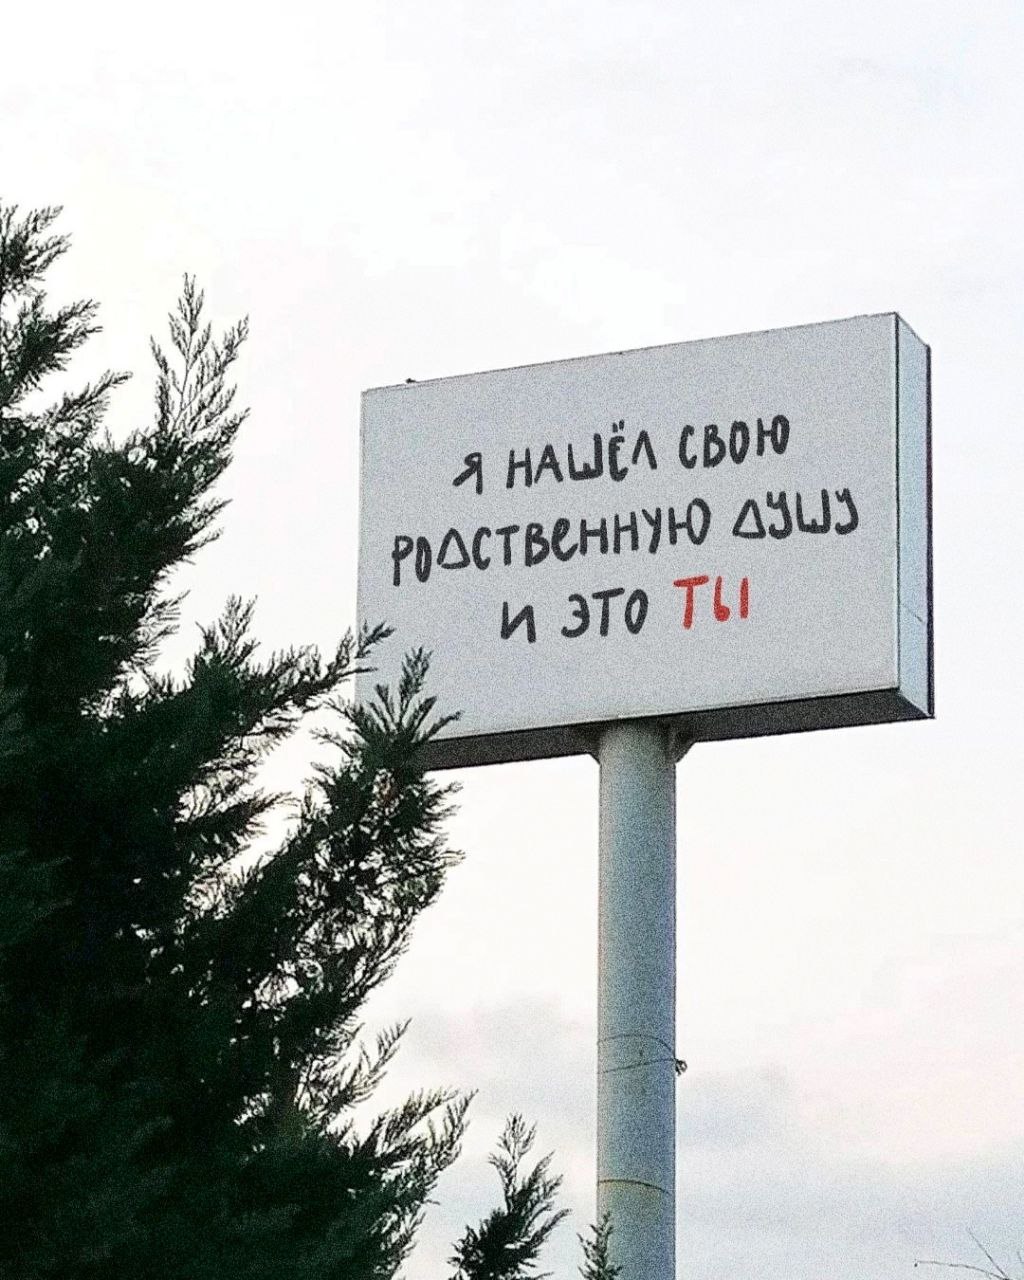 Я НАШЁЛ СВОЮ
РОДСТВЕННУЮ ДУШУ
И ЭТО ТЫ